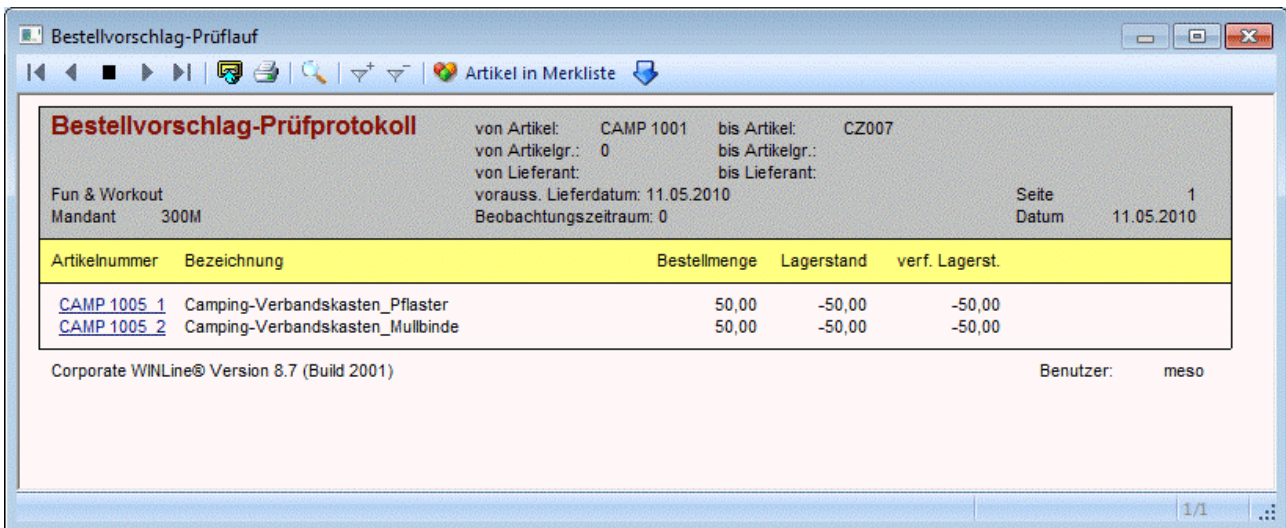 Bestellvorschlag-Prüflauf
Artikel in Merkliste
Bestellvorschlag-Prüfprotokoll von Artikel: CAMP 1001 bis Artikel: CZ007
von Artikelgr.: 0 bis Artikelgr.:
von Lieferant: bis Lieferant:
Fun & Workout vorauss. Lieferdatum: 11.05.2010 Seite 1
Mandant 300M Beobachtungszeitraum: 0 Datum 11.05.2010
Artikelnummer Bezeichnung Bestellmenge Lagerstand verf. Lagerst.
CAMP 1005_1 Camping-Verbandskasten_Pflaster 50,00 -50,00 -50,00
CAMP 1005_2 Camping-Verbandskasten_Mullbinde 50,00 -50,00 -50,00
Corporate WINLine® Version 8.7 (Build 2001) Benutzer: meso
1/1